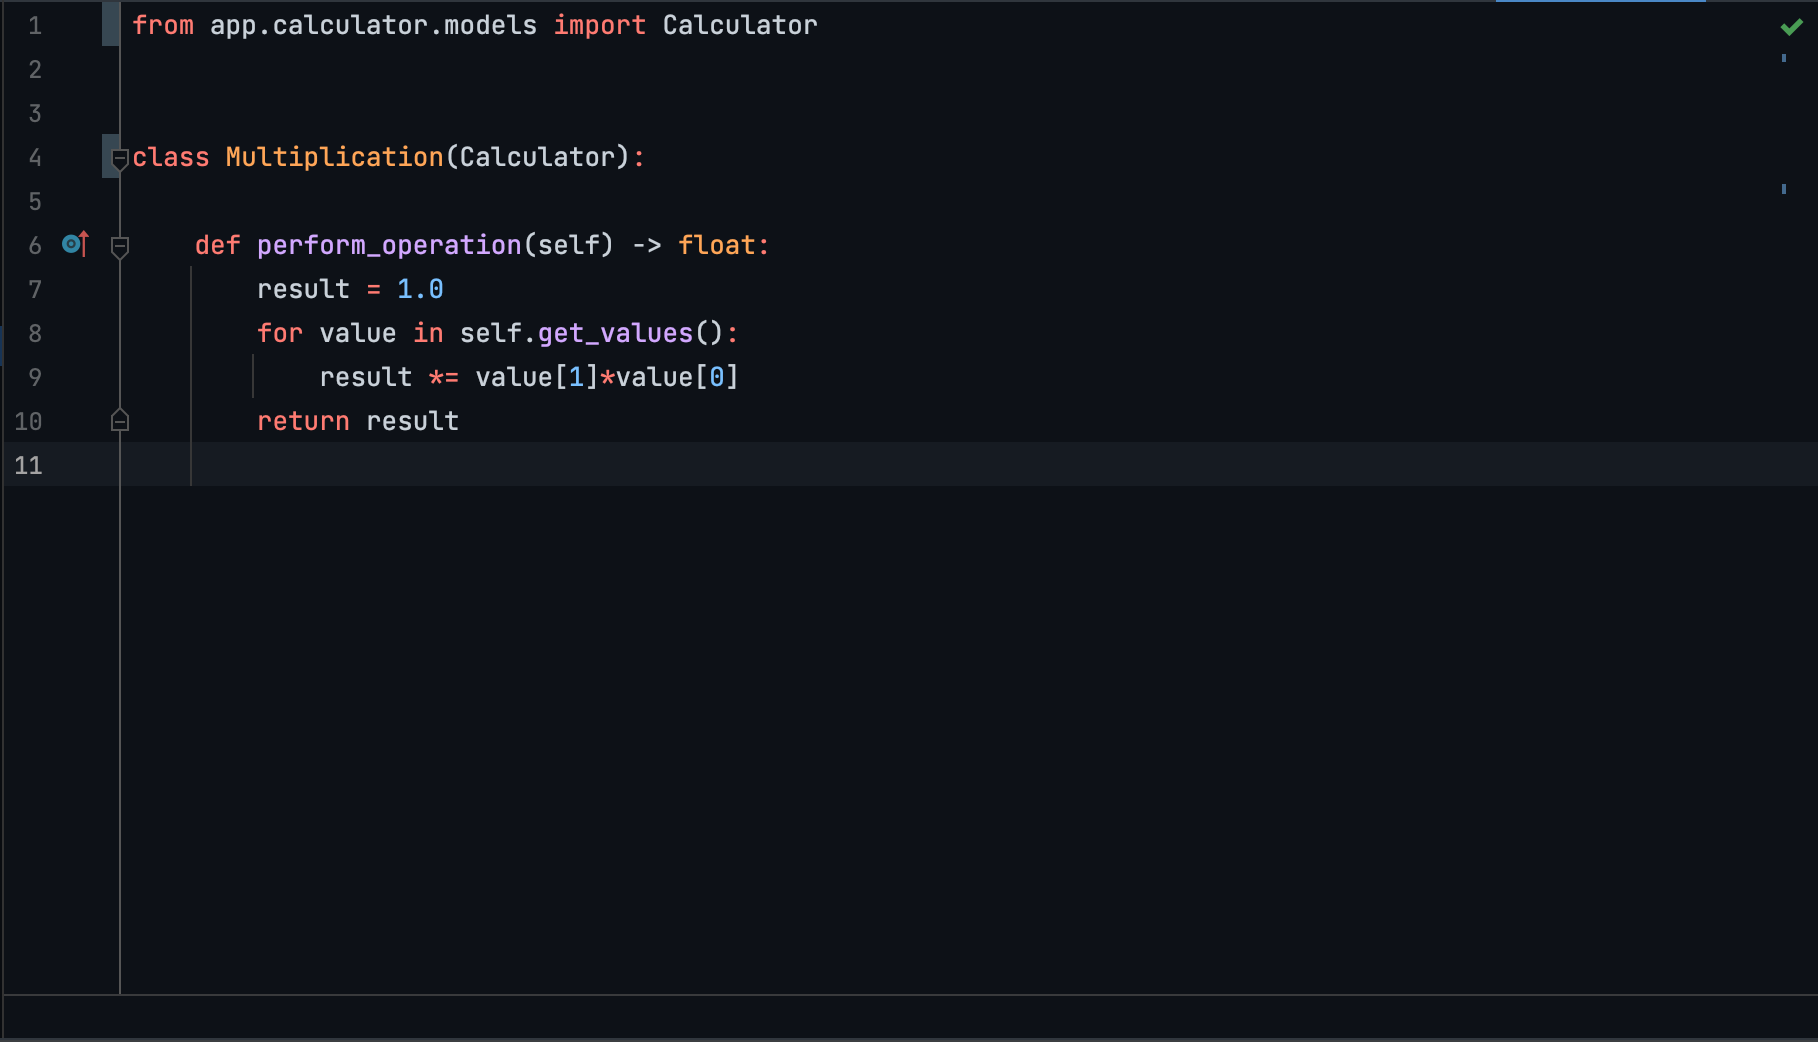 1 from app.calculator.models import Calculator
2
3
4 class Multiplication(Calculator):
5
6     def perform_operation(self) -> float:
7         result = 1.0
8         for value in self.get_values():
9             result *= value[1]*value[0]
10         return result
11